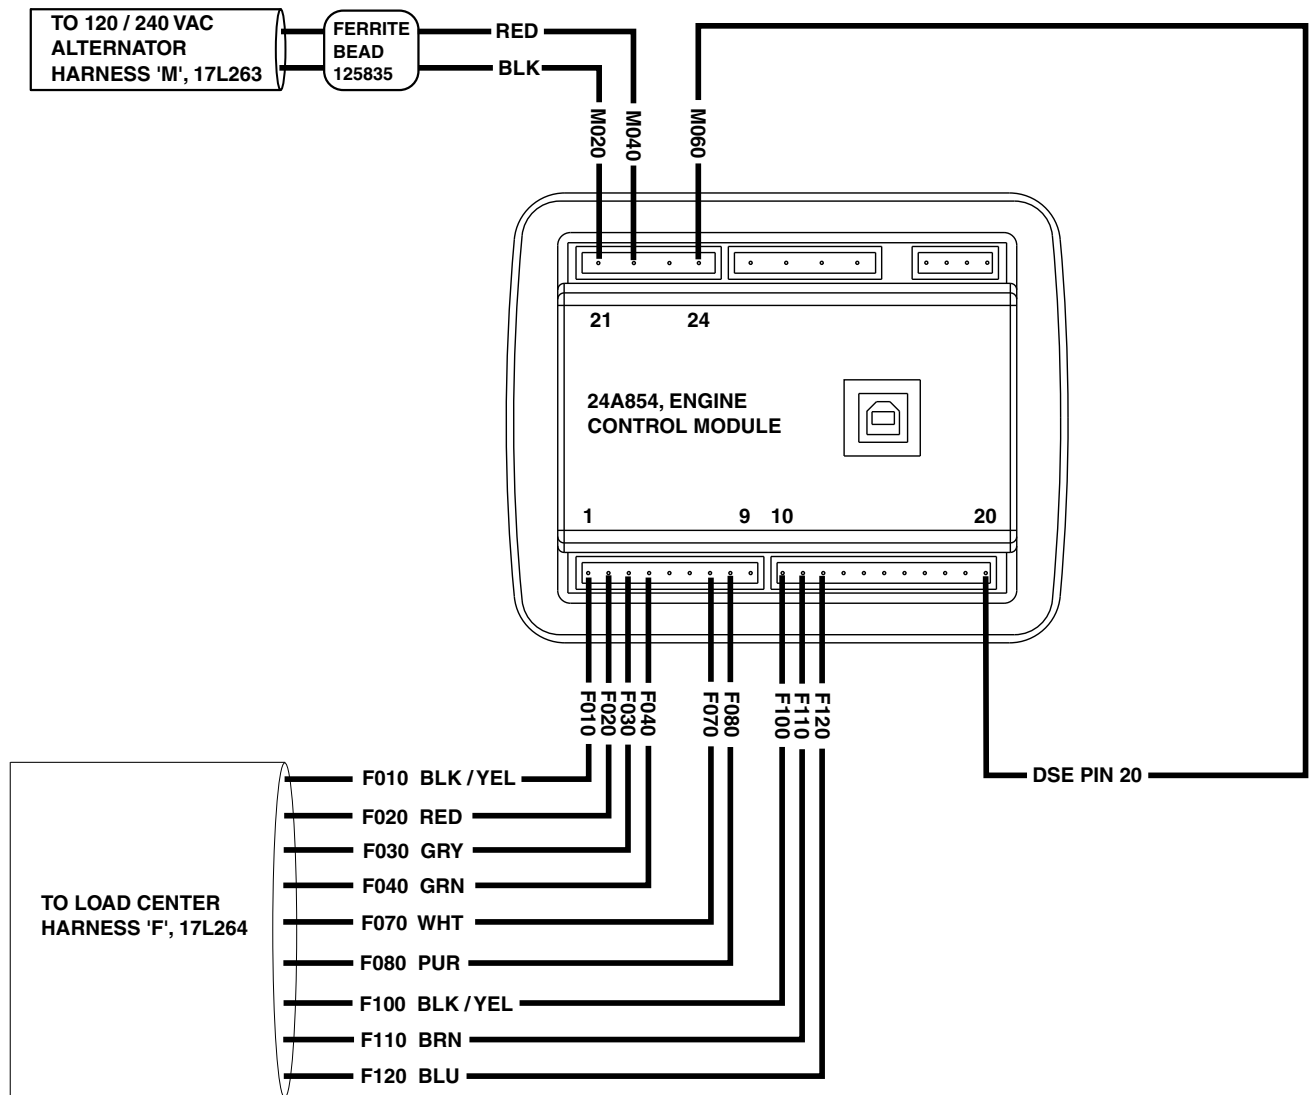 TO 120 / 240 VAC
ALTERNATOR
HARNESS 'M', 17L263
FERRITE
BEAD
125835
RED
BLK
M020
M040
M060
21
24
24A854, ENGINE
CONTROL MODULE
1
9
10
20
F010
F020
F030
F040
F070
F080
F100
F110
F120
DSE PIN 20
TO LOAD CENTER
HARNESS 'F', 17L264
F010 BLK / YEL
F020 RED
F030 GRY
F040 GRN
F070 WHT
F080 PUR
F100 BLK / YEL
F110 BRN
F120 BLU